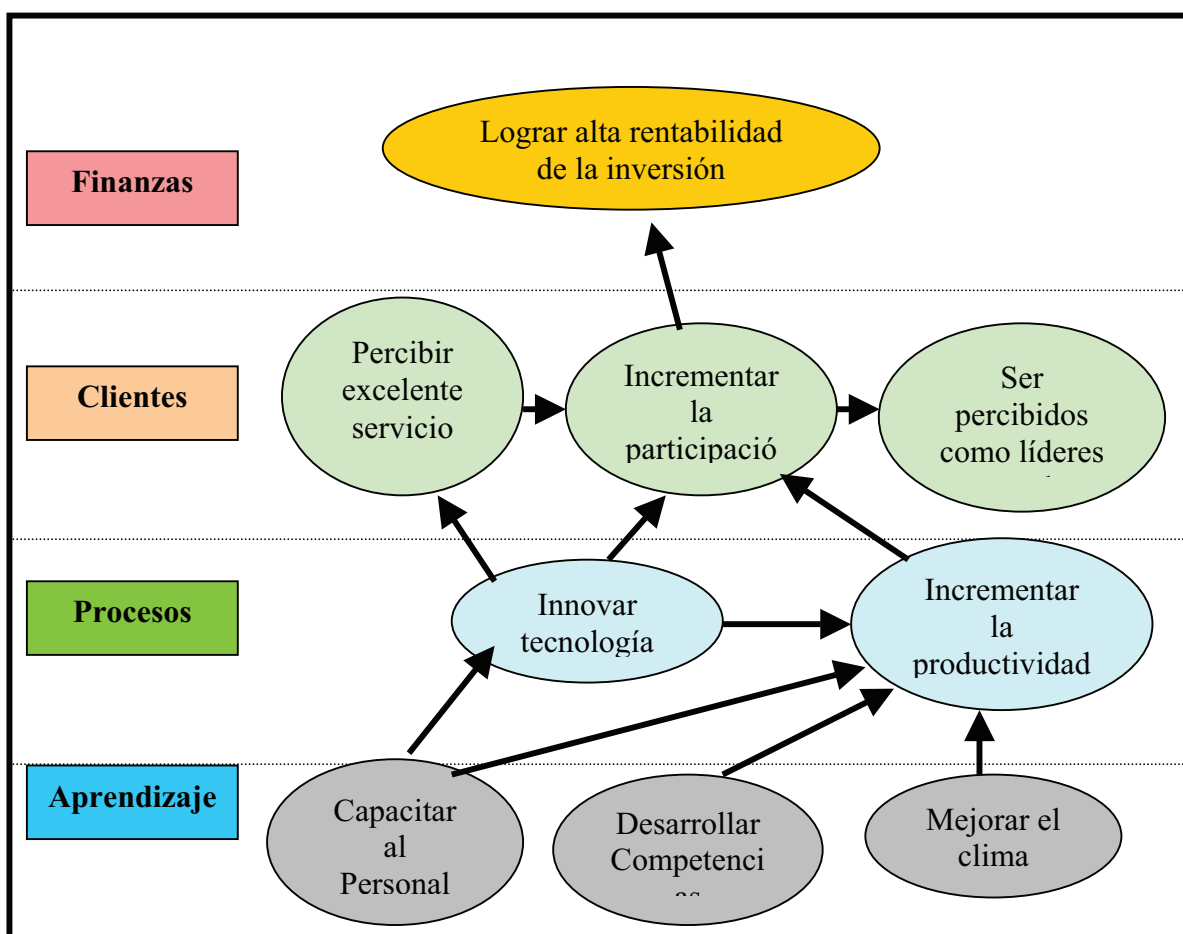 Lograr alta rentabilidad
de la inversión
Finanzas
Percibir
excelente
servicio
Incrementar
la
participació
Ser
percibidos
como líderes
Clientes
Innovar
tecnología
Incrementar
la
productividad
Procesos
Aprendizaje
Capacitar
al
Personal
Desarrollar
Competenci
as
Mejorar el
clima